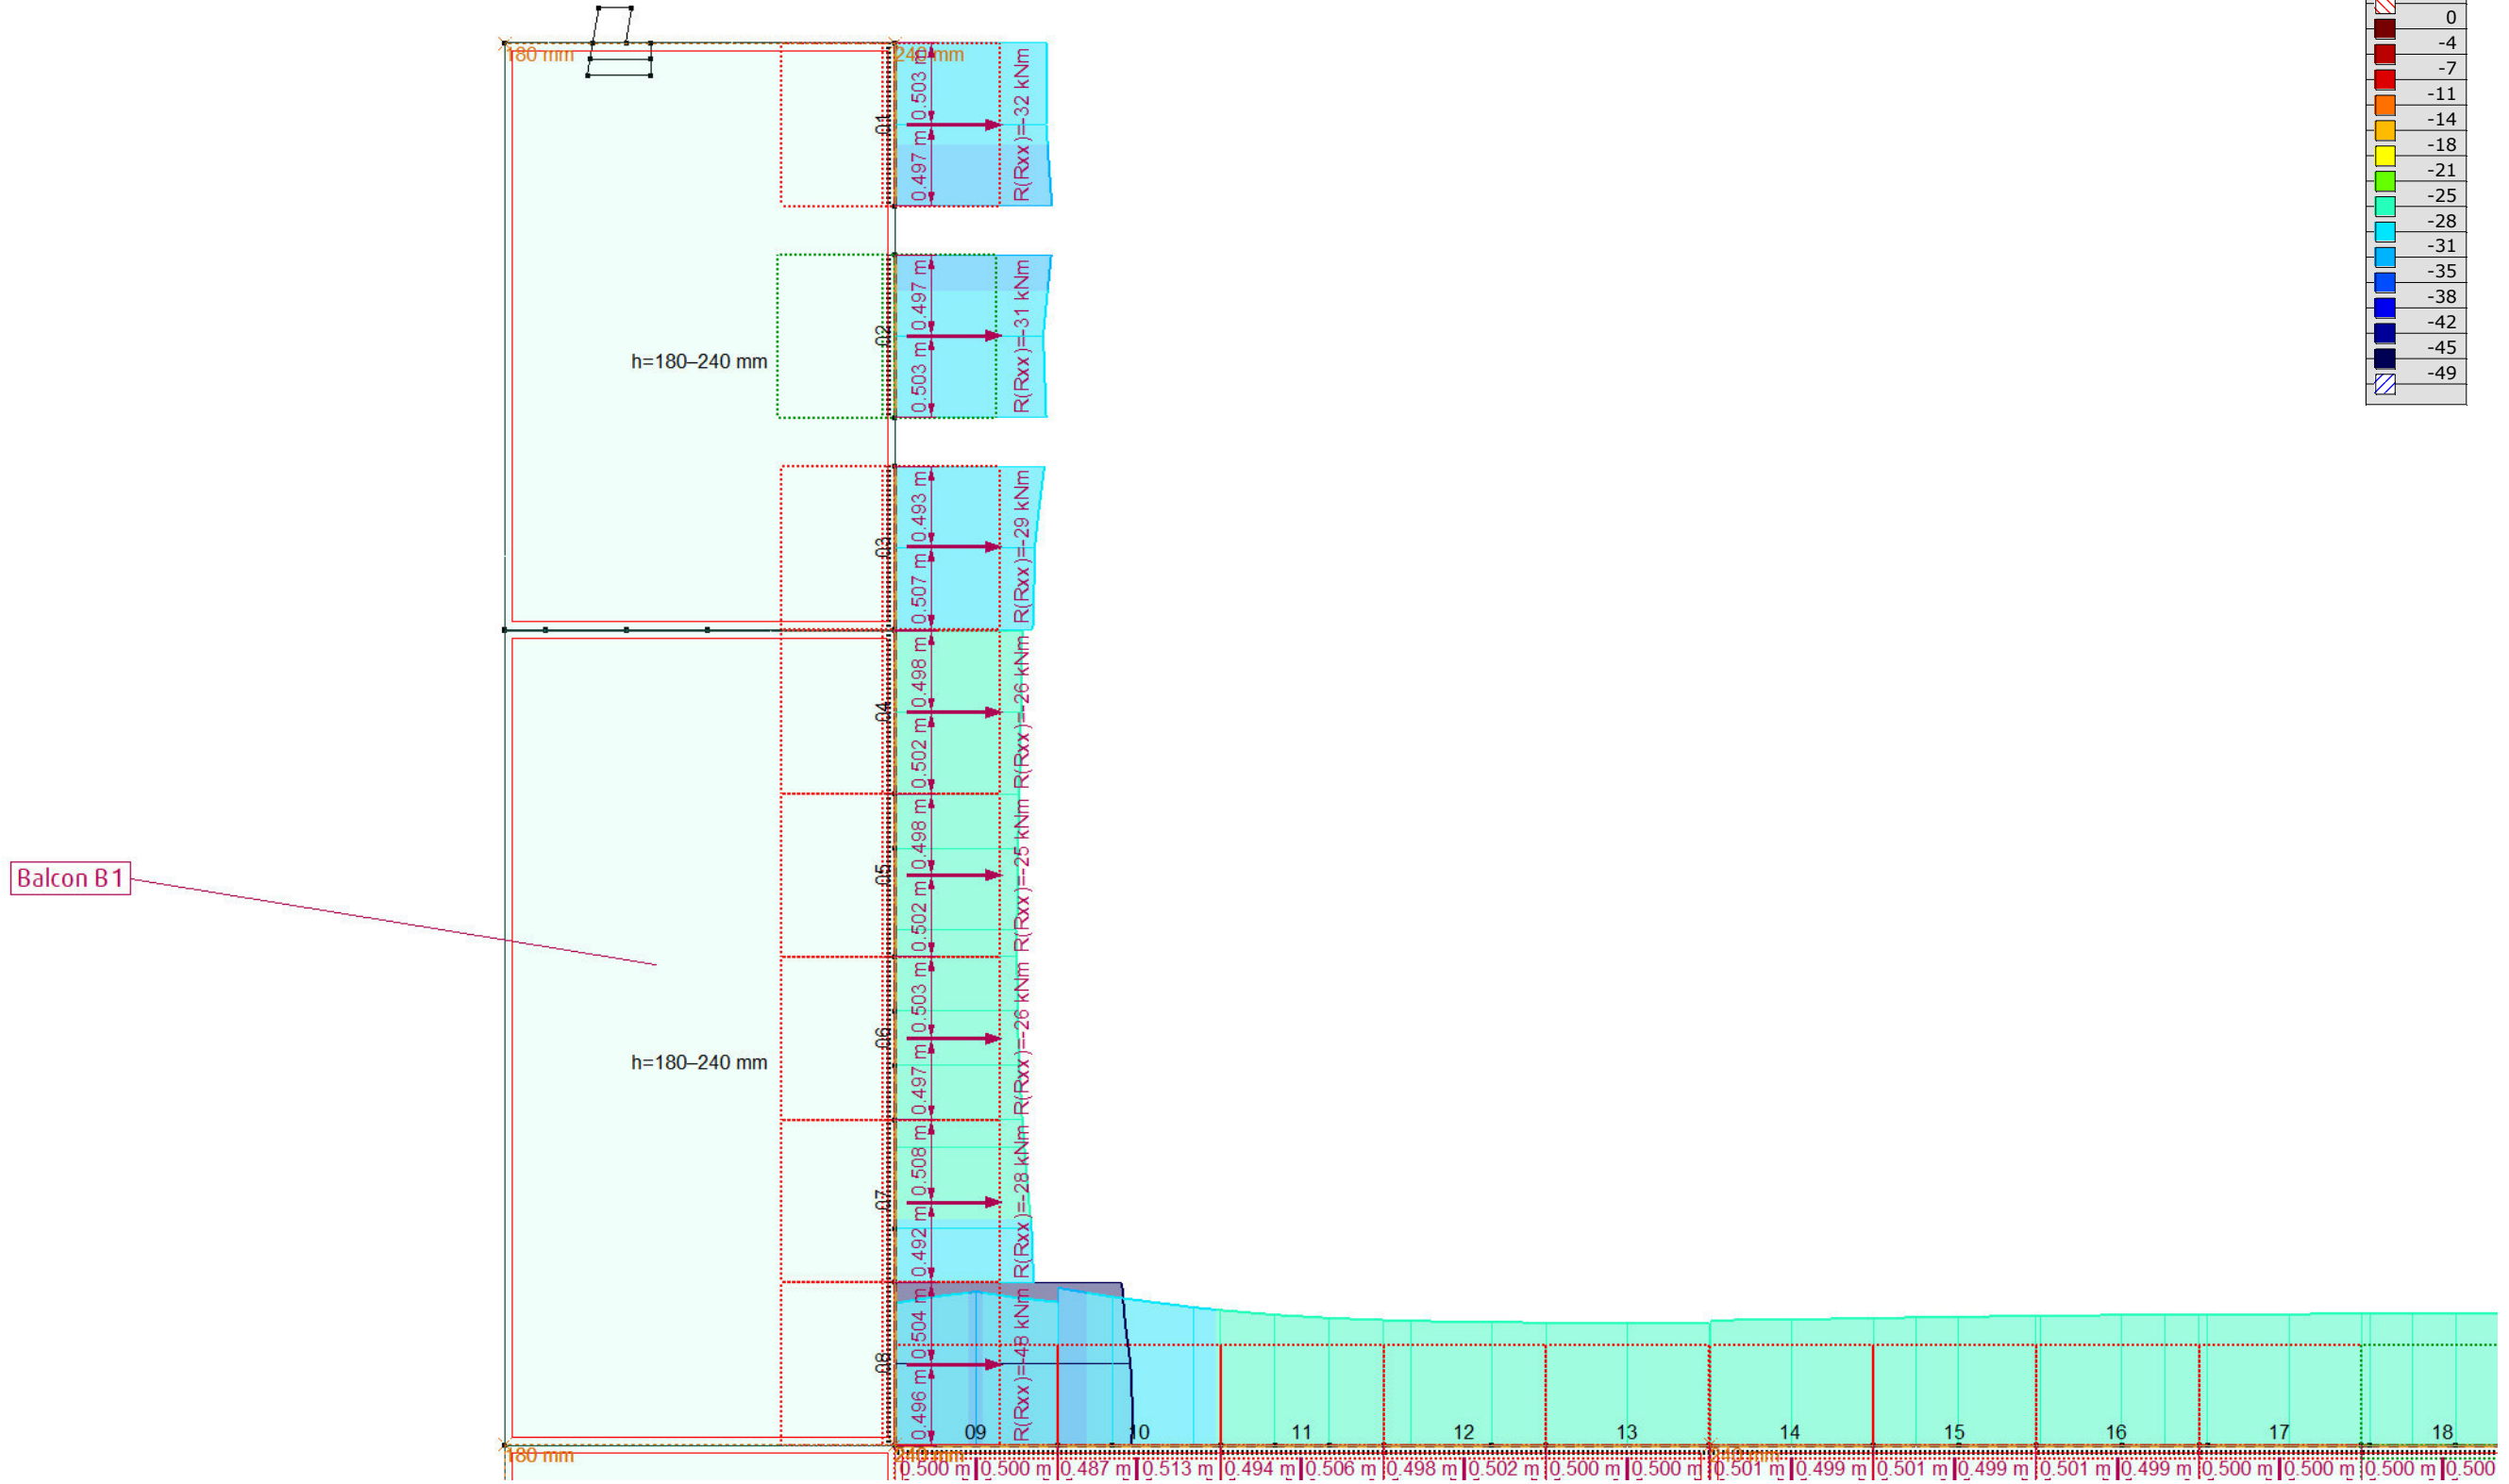 0
-4
-7
-11
-14
-18
-21
-25
-28
-31
-35
-38
-42
-45
-49
180 mm
240 mm
01
0.503 m
0.497 m
R(Rxx)=-32 kNm
02
0.497 m
0.503 m
R(Rxx)=-31 kNm
h=180–240 mm
03
0.493 m
0.507 m
R(Rxx)=-29 kNm
04
0.498 m
0.502 m
R(Rxx)=-26 kNm
05
0.498 m
0.502 m
R(Rxx)=-25 kNm
Balcon B1
06
0.503 m
0.497 m
R(Rxx)=-26 kNm
h=180–240 mm
07
0.508 m
0.492 m
R(Rxx)=-28 kNm
08
0.504 m
0.496 m
R(Rxx)=-48 kNm
09 10 11 12 13 14 15 16 17 18
180 mm 240 mm 240 mm
0.500 m 0.500 m 0.487 m 0.513 m 0.494 m 0.506 m 0.498 m 0.502 m 0.500 m 0.500 m 0.501 m 0.499 m 0.501 m 0.499 m 0.501 m 0.499 m 0.500 m 0.500 m 0.500 m 0.500